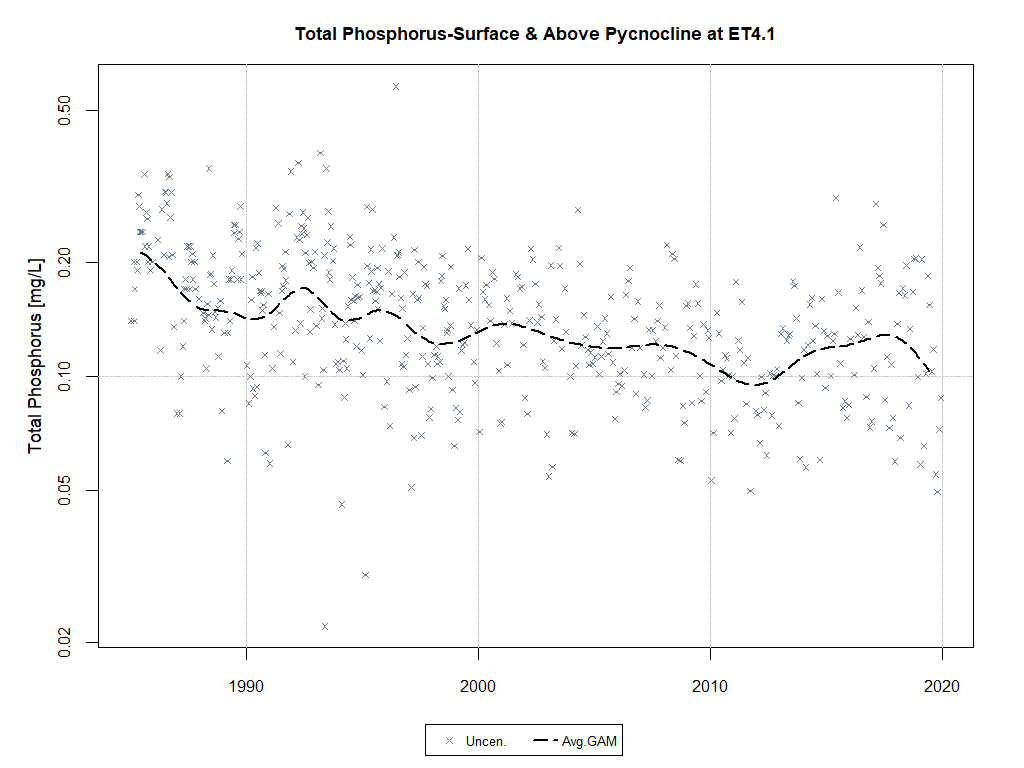 Total Phosphorus-Surface & Above Pycnocline at ET4.1
Total Phosphorus [mg/L]
0.50
0.20
0.10
0.05
0.02
1990 2000 2010 2020
Uncen. Avg.GAM